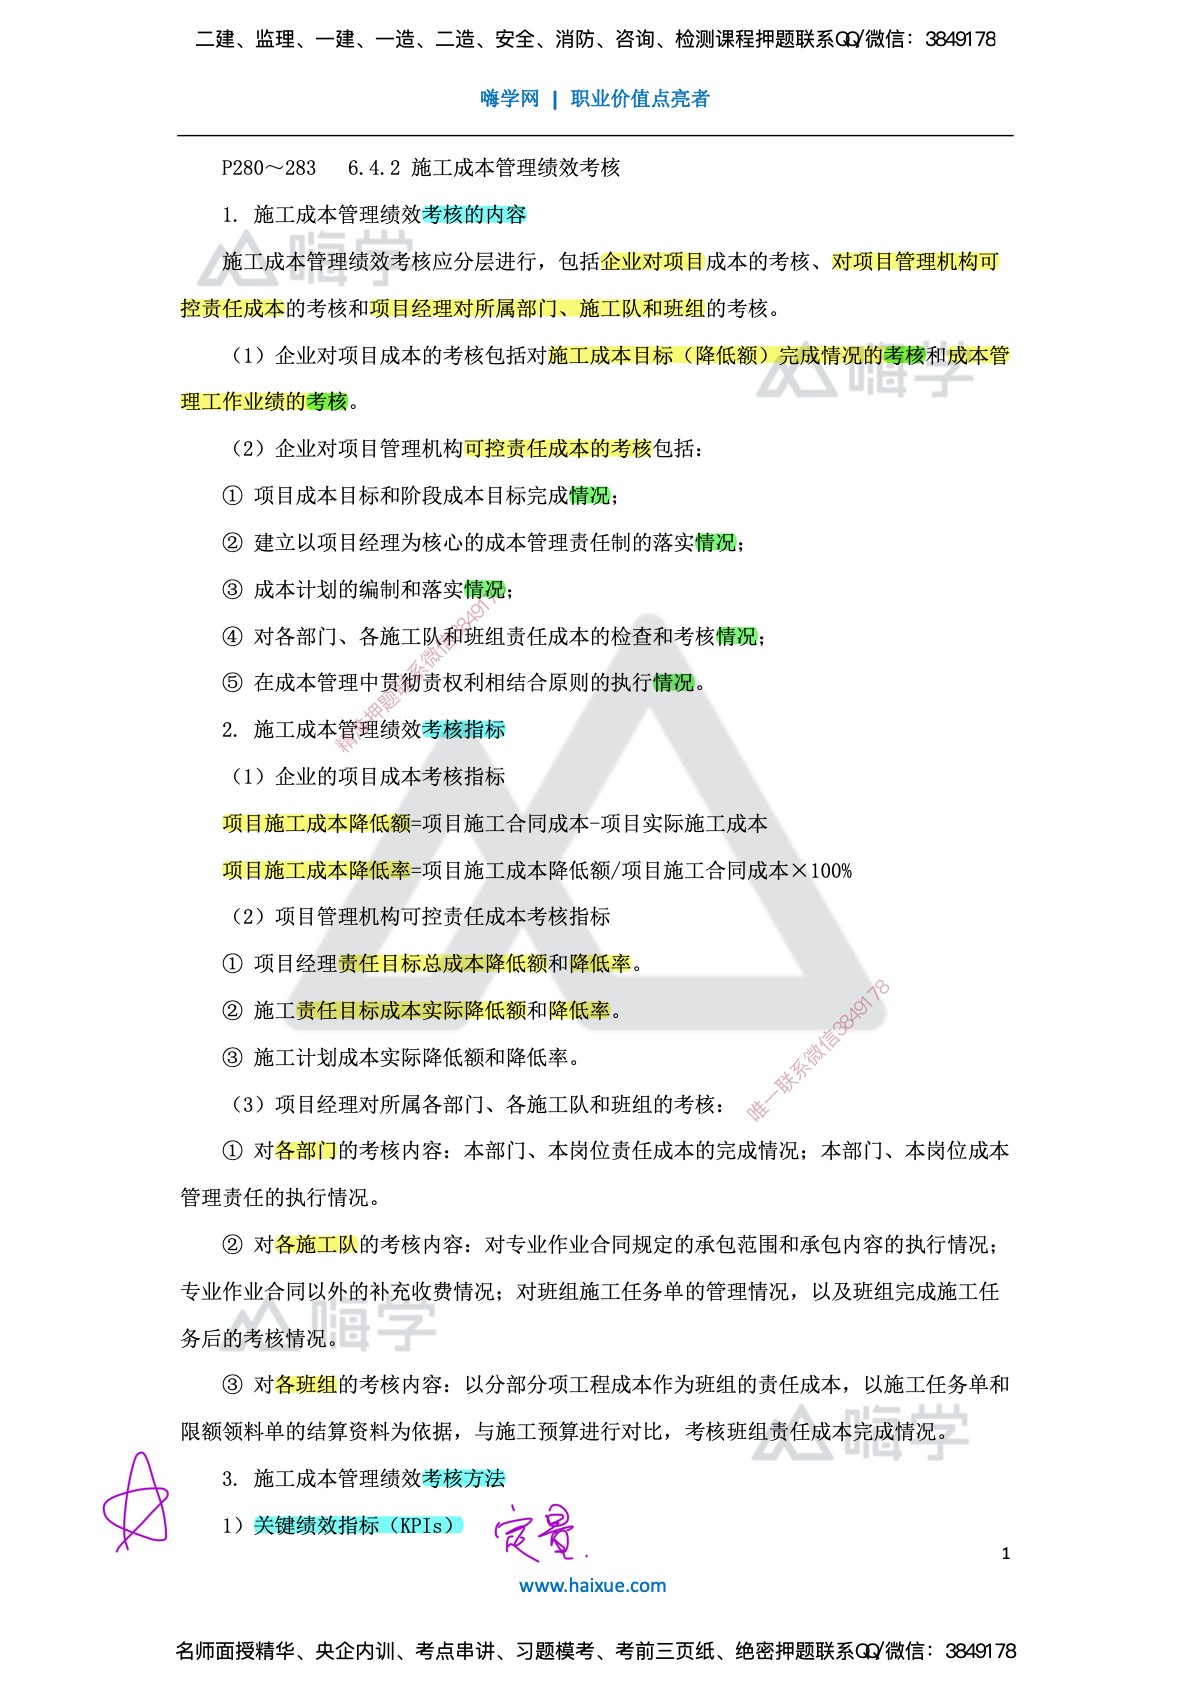 二建、监理、一建、一造、二造、安全、消防、咨询、检测课程押题联系QQ/微信：3849178
嗨学网 | 职业价值点亮者
P280～283 6.4.2 施工成本管理绩效考核
1. 施工成本管理绩效考核的内容
嗨学
施工成本管理绩效考核应分层进行，包括企业对项目成本的考核、对项目管理机构可
控责任成本的考核和项目经理对所属部门、施工队和班组的考核。
（1）企业对项目成本的考核包括对施工成本目标（降低额）完成情况的考核和成本管
嗨学
理工作业绩的考核。
（2）企业对项目管理机构可控责任成本的考核包括：
① 项目成本目标和阶段成本目标完成情况；
② 建立以项目经理为核心的成本管理责任制的落实情况；
③ 成本计划的编制和落实情况；
④ 对各部门、各施工队和班组责任成本的检查和考核情况；
⑤ 在成本管理中贯彻责权利相结合原则的执行情况。
精准押题联系微信3849178
2. 施工成本管理绩效考核指标
（1）企业的项目成本考核指标
项目施工成本降低额=项目施工合同成本-项目实际施工成本
项目施工成本降低率=项目施工成本降低额/项目施工合同成本×100%
（2）项目管理机构可控责任成本考核指标
① 项目经理责任目标总成本降低额和降低率。
② 施工责任目标成本实际降低额和降低率。
③ 施工计划成本实际降低额和降低率。
唯一联系微信3849178
（3）项目经理对所属各部门、各施工队和班组的考核：
① 对各部门的考核内容：本部门、本岗位责任成本的完成情况；本部门、本岗位成本
管理责任的执行情况。
② 对各施工队的考核内容：对专业作业合同规定的承包范围和承包内容的执行情况；
专业作业合同以外的补充收费情况；对班组施工任务单的管理情况，以及班组完成施工任
嗨学
务后的考核情况。
③ 对各班组的考核内容：以分部分项工程成本作为班组的责任成本，以施工任务单和
限额领料单的结算资料为依据，与施工预算进行对比，考核班组责任成本完成情况。
嗨学
3. 施工成本管理绩效考核方法
1）关键绩效指标（KPIs） 定量.
1
www.haixue.com
名师面授精华、央企内训、考点串讲、习题模考、考前三页纸、绝密押题联系QQ/微信：3849178